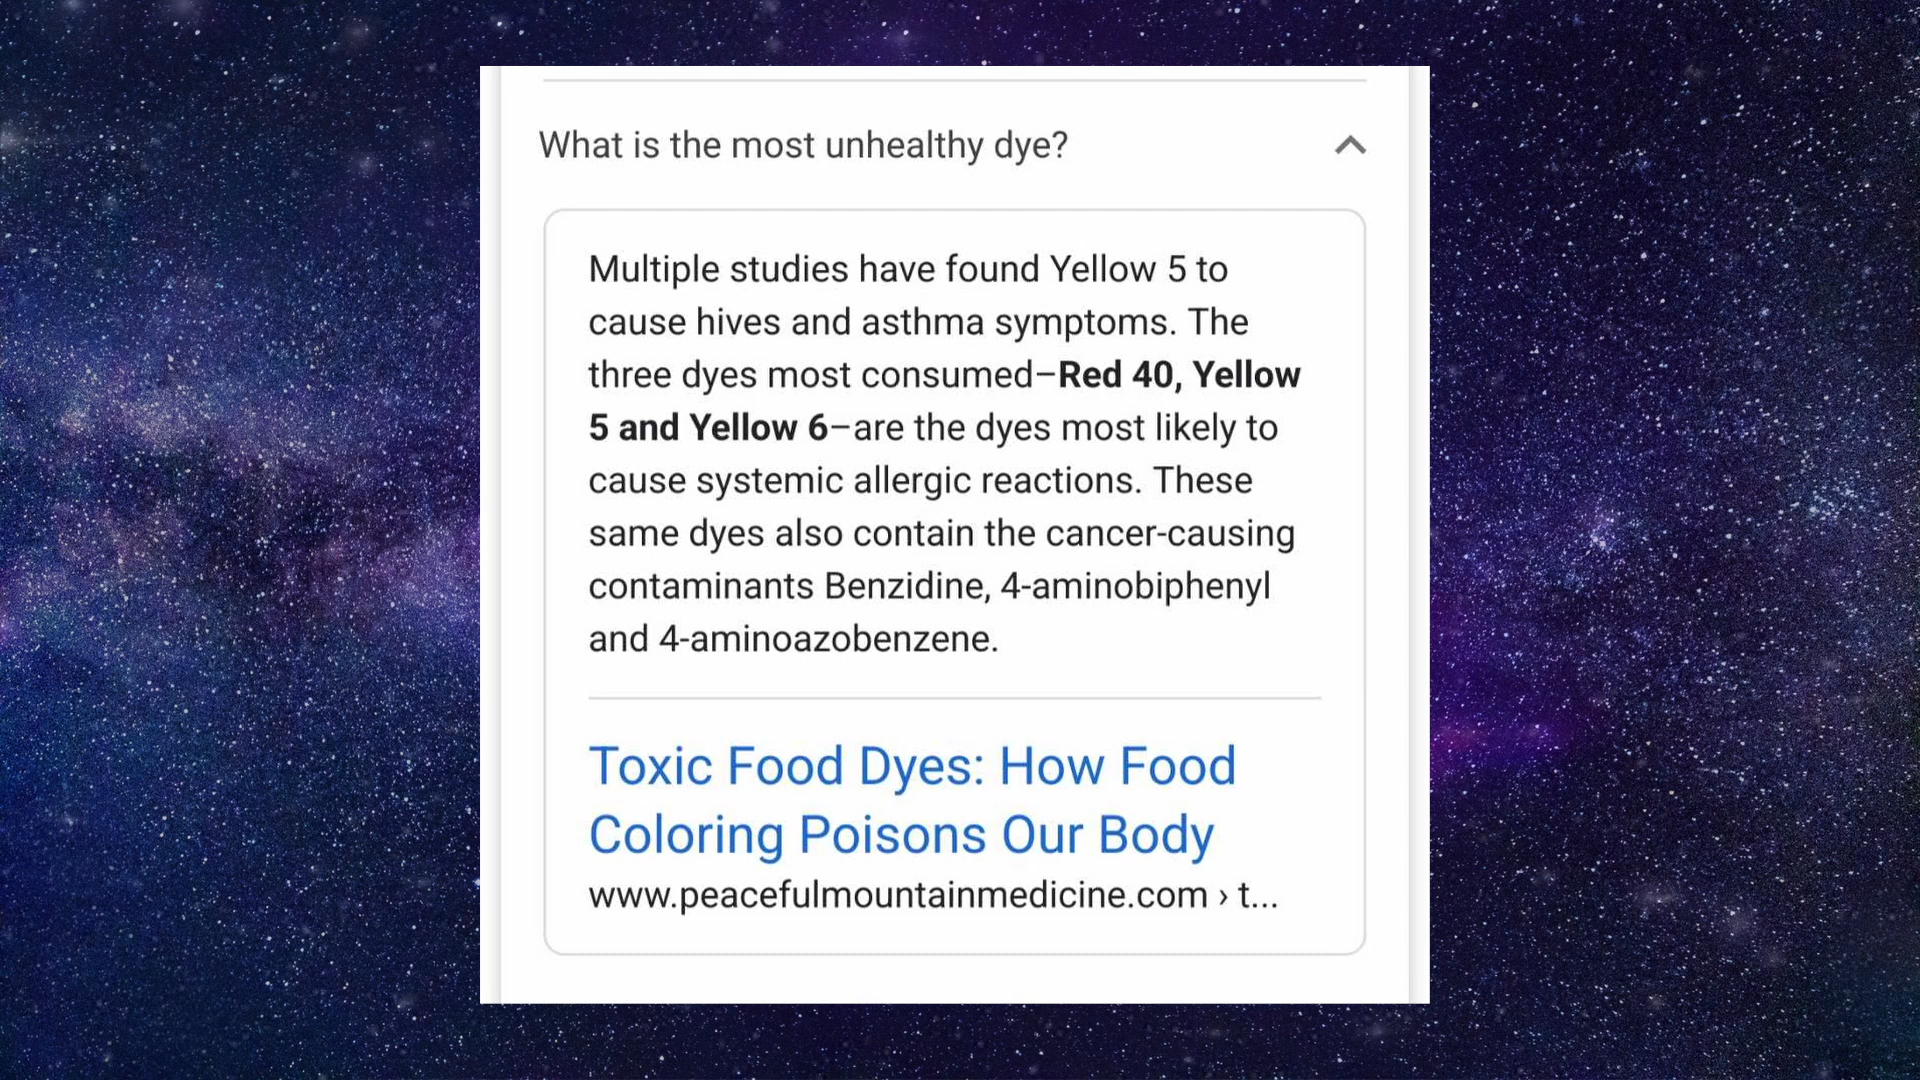 What is the most unhealthy dye?
Multiple studies have found Yellow 5 to
cause hives and asthma symptoms. The
three dyes most consumed–Red 40, Yellow
5 and Yellow 6–are the dyes most likely to
cause systemic allergic reactions. These
same dyes also contain the cancer-causing
contaminants Benzidine, 4-aminobiphenyl
and 4-aminoazobenzene.
Toxic Food Dyes: How Food
Coloring Poisons Our Body
www.peacefulmountainmedicine.com › t...